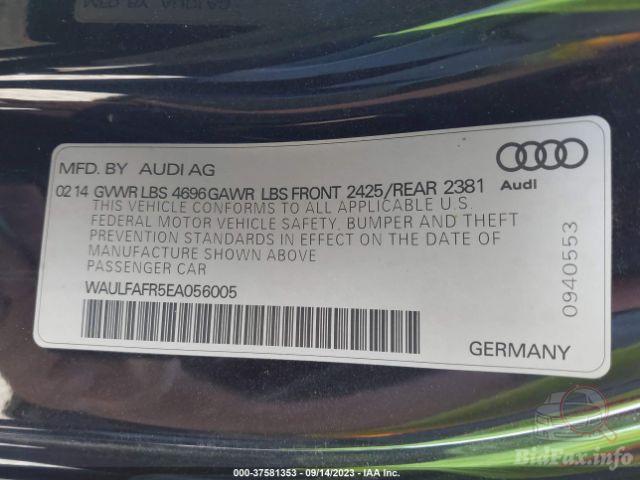 MFD. BY AUDI AG
02 14 GVWR LBS 4696 GAWR LBS FRONT 2425/REAR 2381
THIS VEHICLE CONFORMS TO ALL APPLICABLE U.S.
FEDERAL MOTOR VEHICLE SAFETY, BUMPER AND THEFT
PREVENTION STANDARDS IN EFFECT ON THE DATE OF
MANUFACTURE SHOWN ABOVE
PASSENGER CAR
WAULFAFR5EA056005
Audi
0940553
GERMANY
BidFax.info
(0) - 37581353 - 09/14/2023 - IAA Inc.